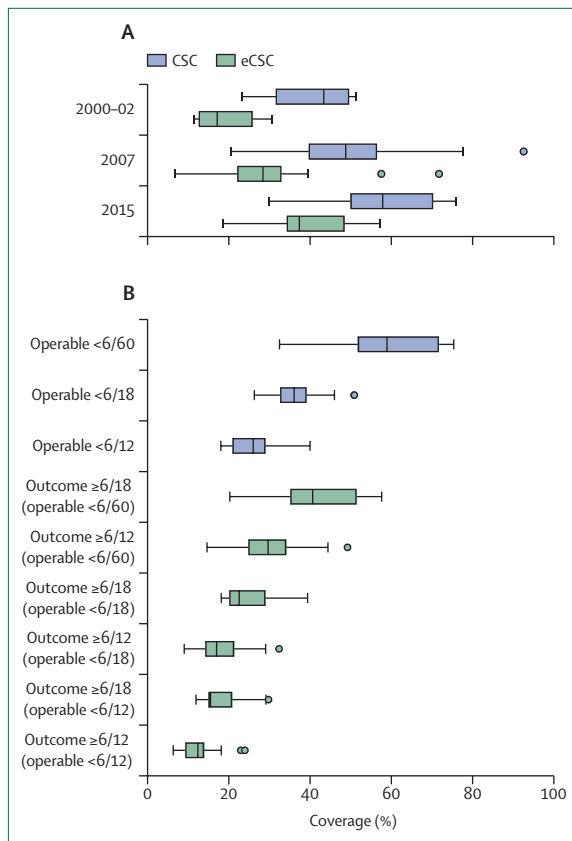 A
CSC
eCSC
2000–02
2007
2015
B
Operable <6/60
Operable <6/18
Operable <6/12
Outcome ≥6/18
(operable <6/60)
Outcome ≥6/12
(operable <6/60)
Outcome ≥6/18
(operable <6/18)
Outcome ≥6/12
(operable <6/18)
Outcome ≥6/18
(operable <6/12)
Outcome ≥6/12
(operable <6/12)
0 20 40 60 80 100
Coverage (%)